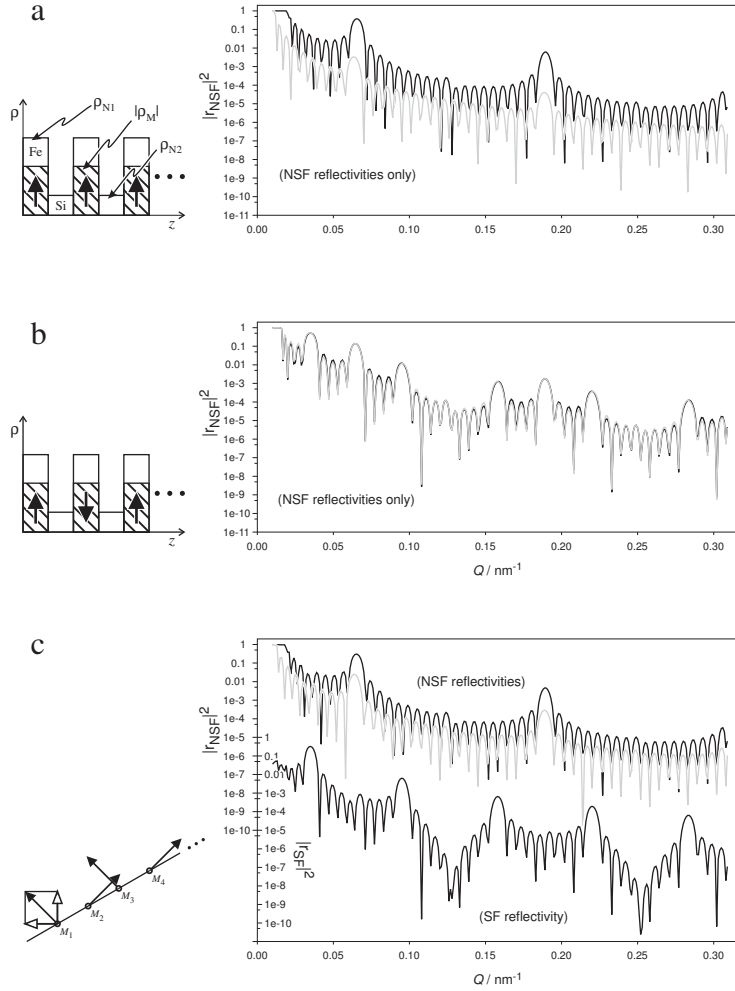 a
ρ
ρN1
|ρM|
ρN2
Fe
Si
z
|rNSF|²
1
0.1
0.01
1e-3
1e-4
1e-5
1e-6
1e-7
1e-8
1e-9
1e-10
1e-11
(NSF reflectivities only)
0.00 0.05 0.10 0.15 0.20 0.25 0.30
b
ρ
z
|rNSF|²
1
0.1
0.01
1e-3
1e-4
1e-5
1e-6
1e-7
1e-8
1e-9
1e-10
1e-11
(NSF reflectivities only)
0.00 0.05 0.10 0.15 0.20 0.25 0.30
Q / nm⁻¹
c
M1
M2
M3
M4
|rNSF|²
1
0.1
0.01
1e-3
1e-4
1e-5
1e-6
1e-7
1e-8
1e-9
1e-10
(NSF reflectivities)
1
0.1
0.01
1e-3
1e-4
1e-5
1e-6
1e-7
1e-8
1e-9
1e-10
|rSF|²
(SF reflectivity)
0.00 0.05 0.10 0.15 0.20 0.25 0.30
Q / nm⁻¹